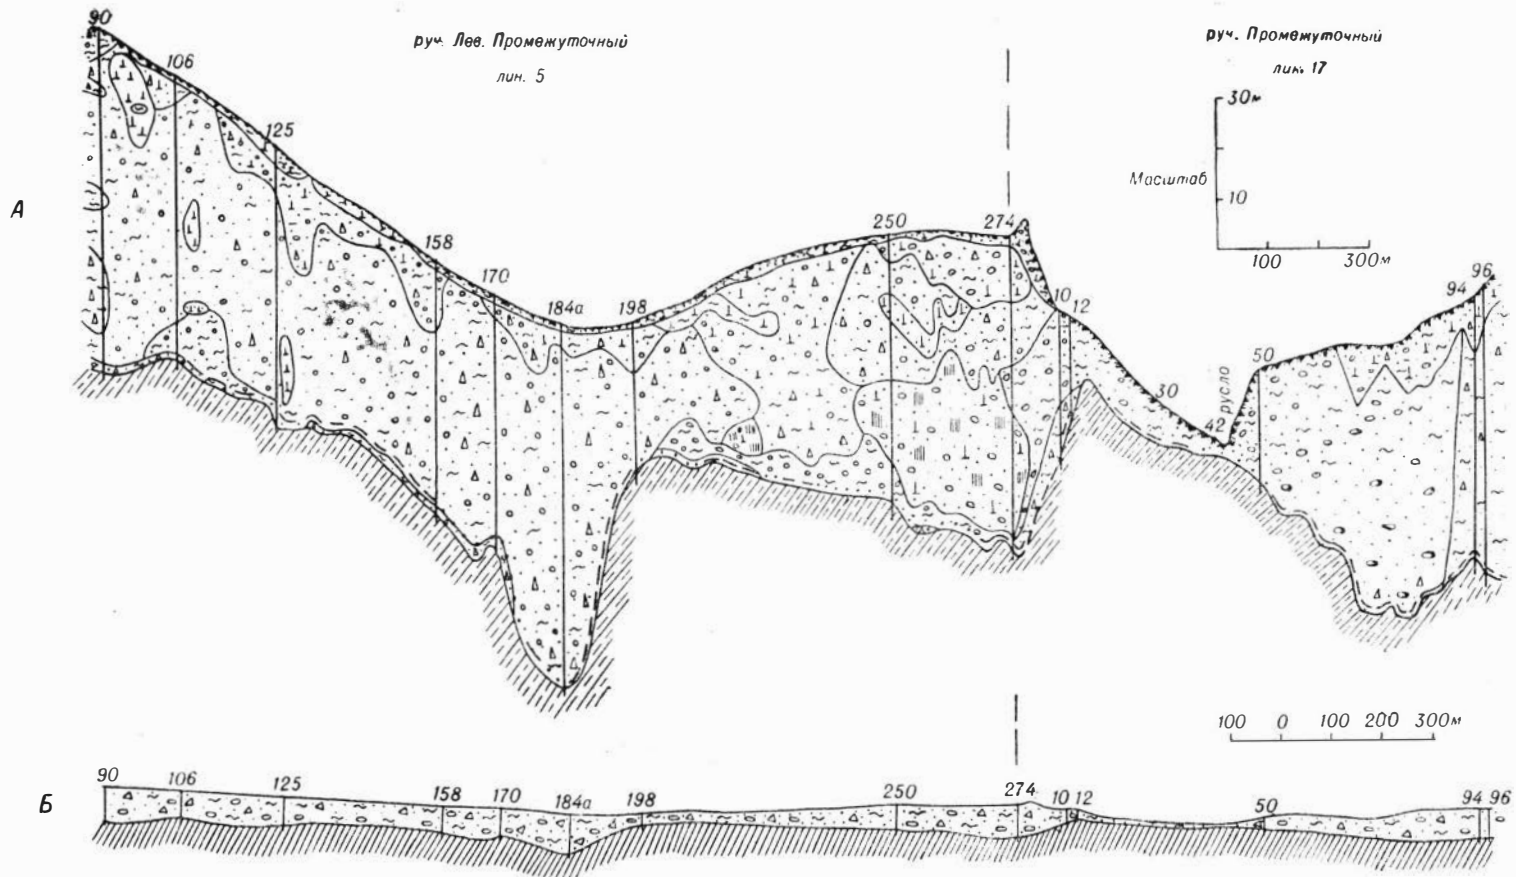 90
руч. Лев. Промежуточный
лин. 5
руч. Промежуточный
лин. 17
106
30м
125
Масштаб
10
А
100 300м
158
170
184а
198
250
274
10 12
30
42
русло
50
94
96
100 0 100 200 300м
Б
90 106 125 158 170 184а 198 250 274 10 12 50 94 96